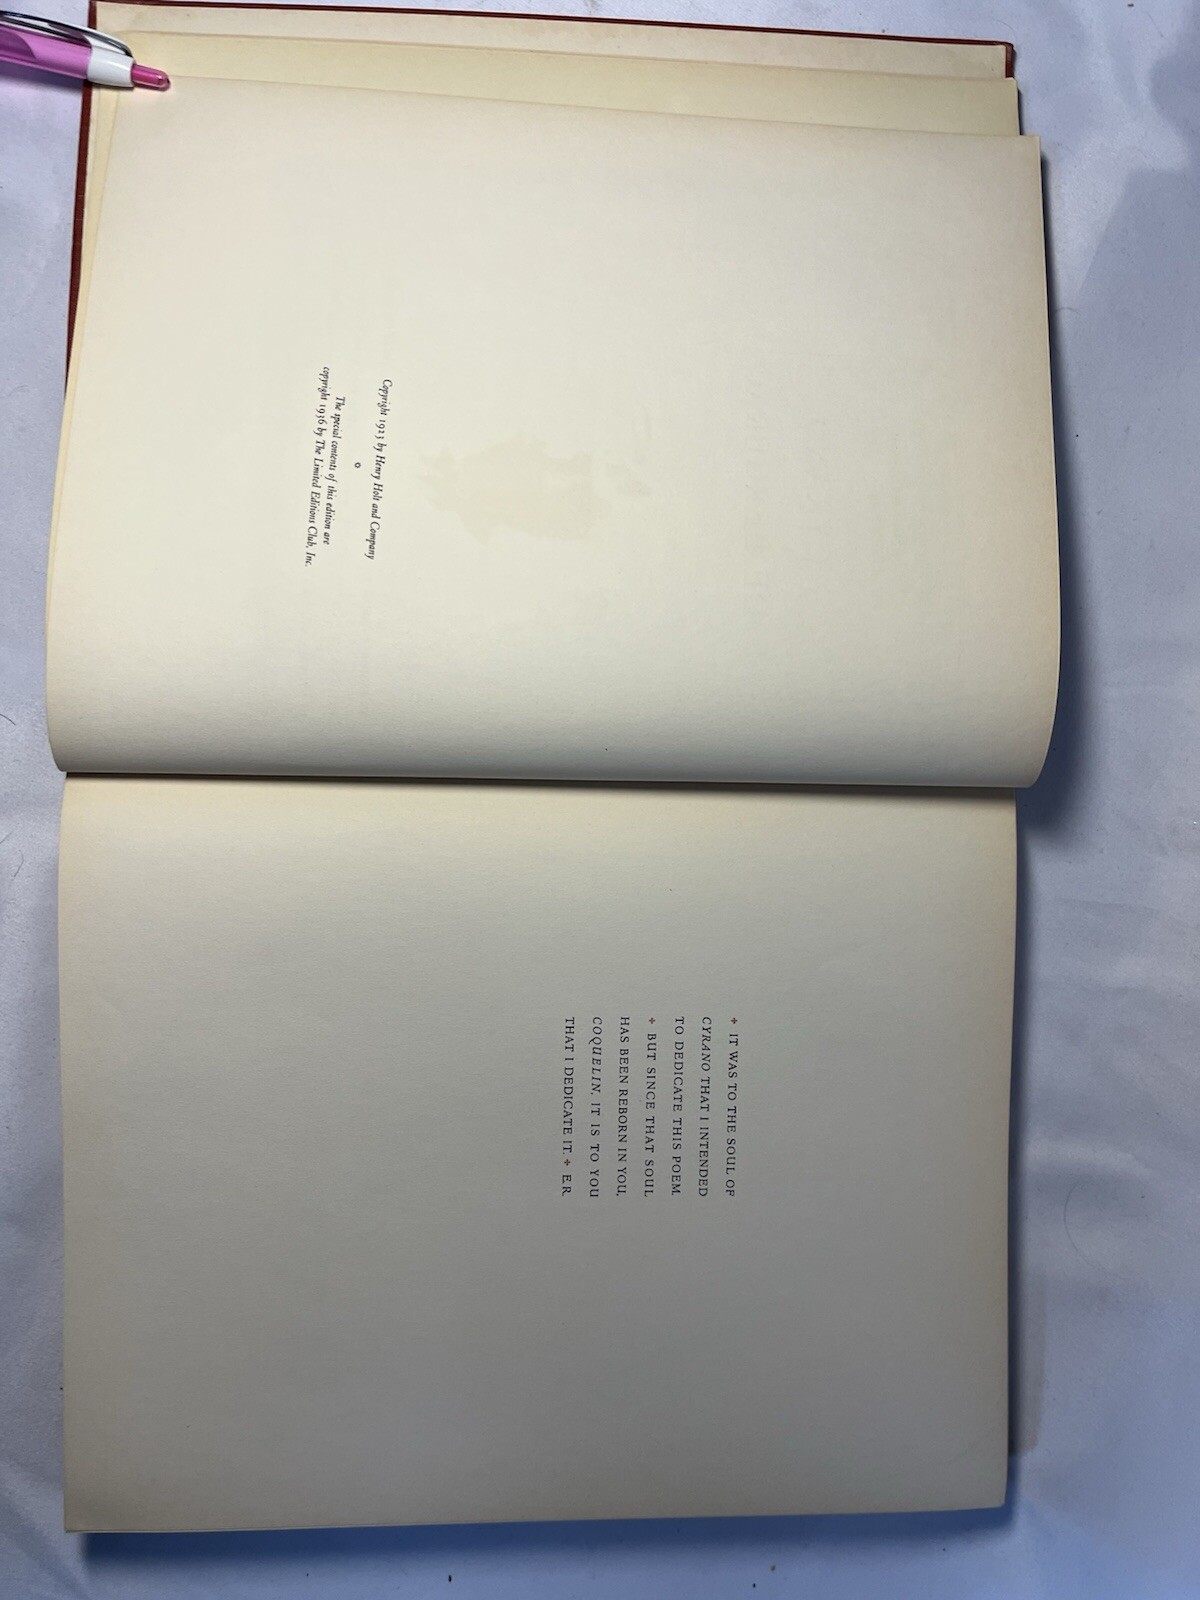 Copyright 1923 by Henry Holt and Company
The special contents of this edition are
copyright 1936 by The Limited Editions Club, Inc.
✢ IT WAS TO THE SOUL OF
CYRANO THAT I INTENDED
TO DEDICATE THIS POEM.
✢ BUT SINCE THAT SOUL
HAS BEEN REBORN IN YOU,
COQUELIN, IT IS TO YOU
THAT I DEDICATE IT. ✢ E.R.